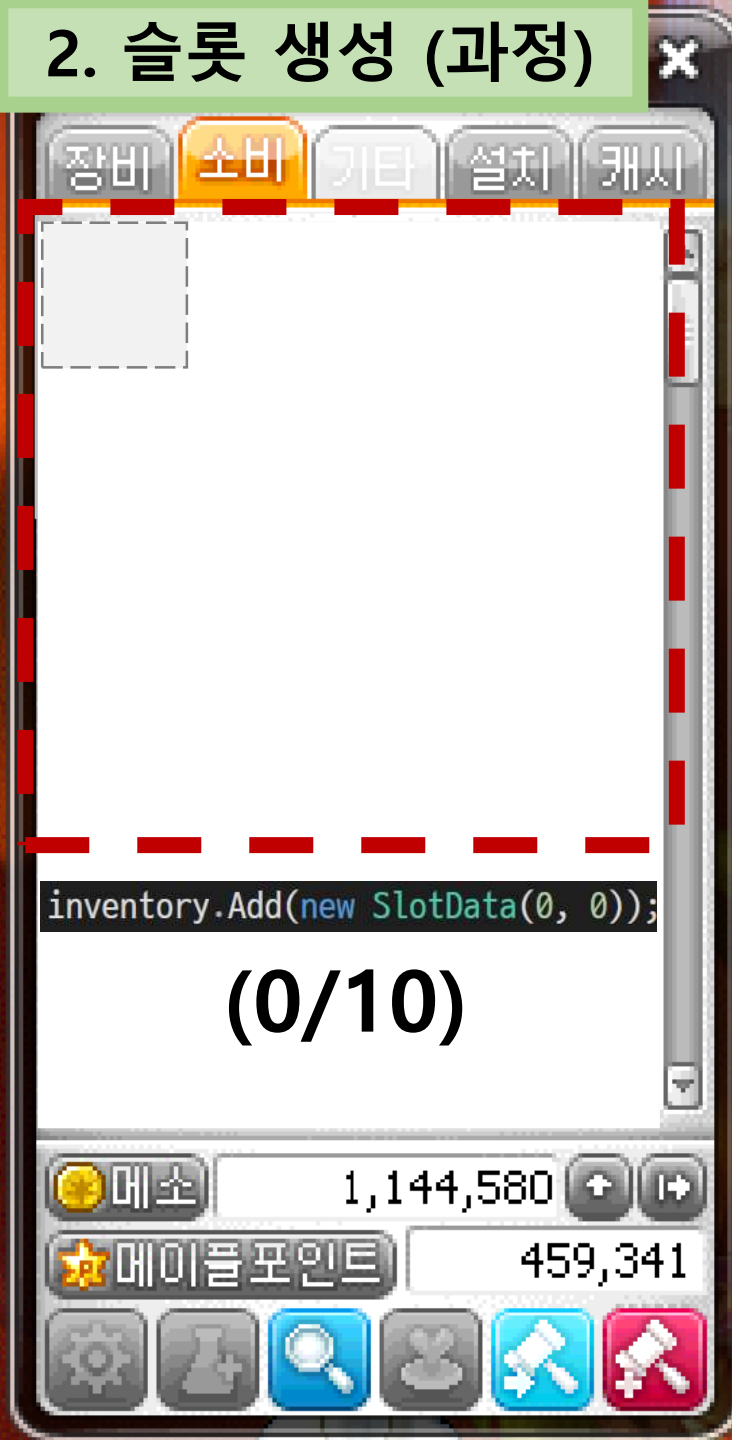 2. 슬롯 생성 (과정)
장비 소비 기타 설치 캐시
inventory.Add(new SlotData(0, 0));
(0/10)
메소 1,144,580
메이플포인트 459,341